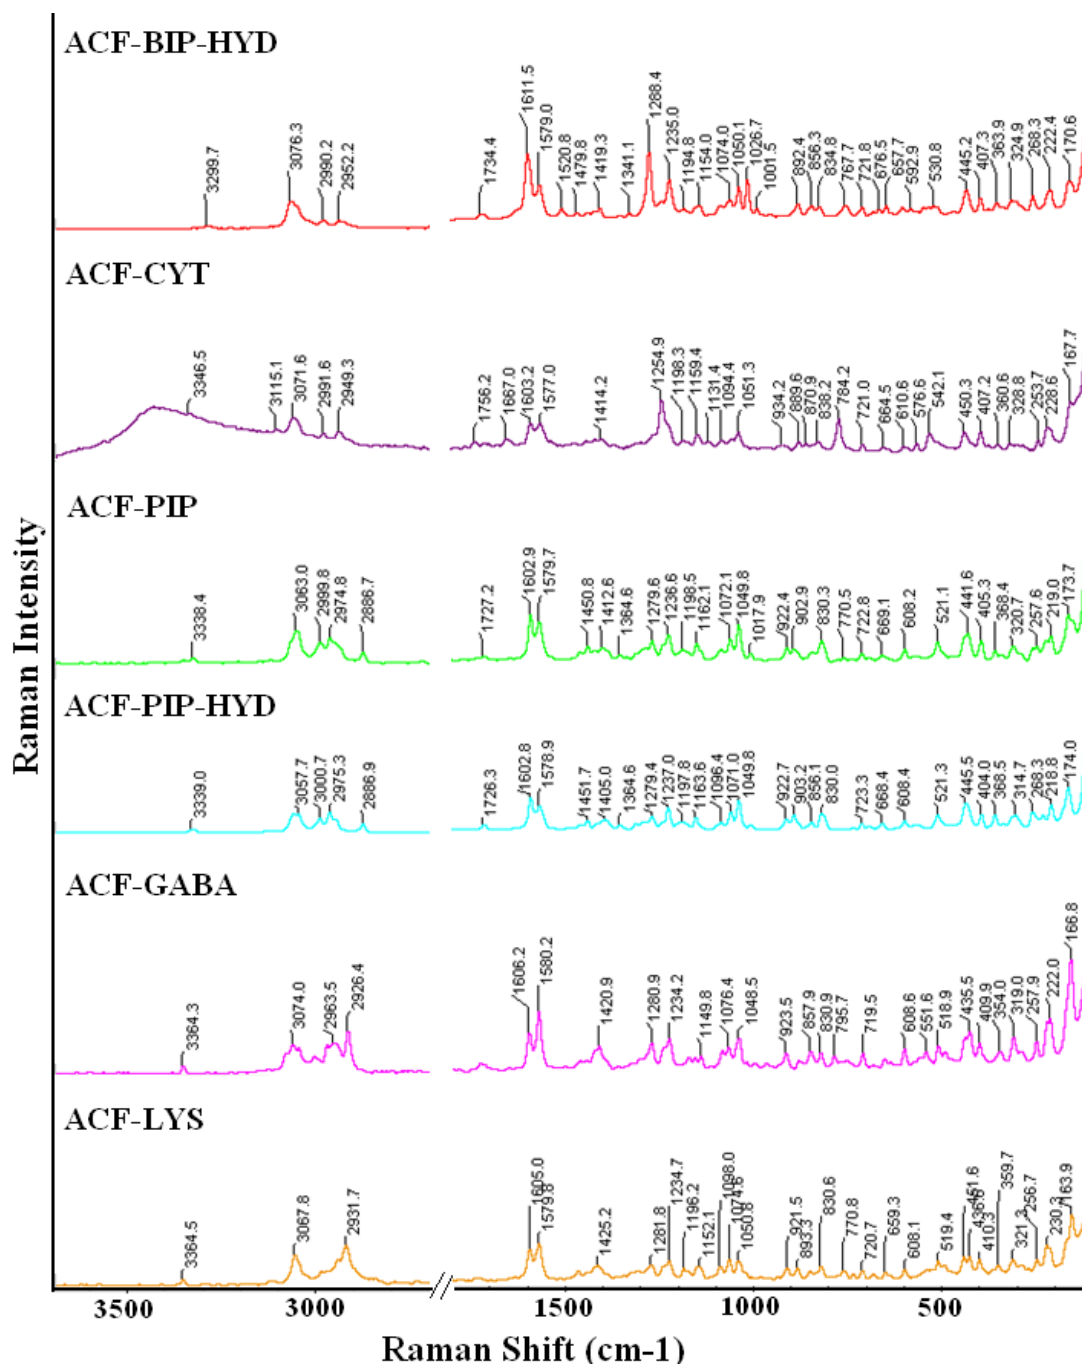 ACF-BIP-HYD
3299.7 3076.3 2990.2 2952.2 1734.4 1611.5 1579.0 1520.8 1479.8 1419.3 1341.1 1288.4 1235.0 1194.8 1154.0 1074.0 1050.1 1026.7 1001.5 892.4 856.3 834.8 767.7 721.8 676.5 657.7 592.9 530.8 445.2 407.3 363.9 324.9 268.3 222.4 170.6
ACF-CYT
3346.5 3115.1 3071.6 2991.6 2949.3 1756.2 1667.0 1603.2 1577.0 1414.2 1254.9 1198.3 1159.4 1131.4 1094.4 1051.3 934.2 889.6 870.9 838.2 784.2 721.0 664.5 610.6 576.6 542.1 450.3 407.2 360.6 328.8 253.7 228.6 167.7
ACF-PIP
3338.4 3063.0 2999.8 2974.8 2886.7 1727.2 1602.9 1579.7 1450.8 1412.6 1364.6 1279.6 1236.6 1198.5 1162.1 1072.1 1049.8 1017.9 922.4 902.9 830.3 770.5 722.8 669.1 608.2 521.1 441.6 405.3 368.4 320.7 257.6 219.0 173.7
ACF-PIP-HYD
3339.0 3057.7 3000.7 2975.3 2886.9 1726.3 1602.8 1578.9 1451.7 1405.0 1364.6 1279.4 1237.0 1197.8 1163.6 1096.4 1071.0 1049.8 922.7 903.2 856.1 830.0 723.3 668.4 608.4 521.3 445.5 404.0 368.5 314.7 268.3 218.8 174.0
ACF-GABA
3364.3 3074.0 2963.5 2926.4 1606.2 1580.2 1420.9 1280.9 1234.2 1149.8 1076.4 1048.5 923.5 857.9 830.9 795.7 719.5 608.6 551.6 518.9 435.5 409.9 354.0 319.0 257.9 222.0 166.8
ACF-LYS
3364.5 3067.8 2931.7 1605.0 1579.8 1425.2 1281.8 1234.7 1196.2 1152.1 1098.0 1074.6 1050.8 921.5 893.3 830.6 770.8 720.7 659.3 608.1 519.4 451.6 436.6 410.3 359.7 321.3 256.7 230.3 163.9
3500 3000 1500 1000 500
Raman Shift (cm-1)
Raman Intensity